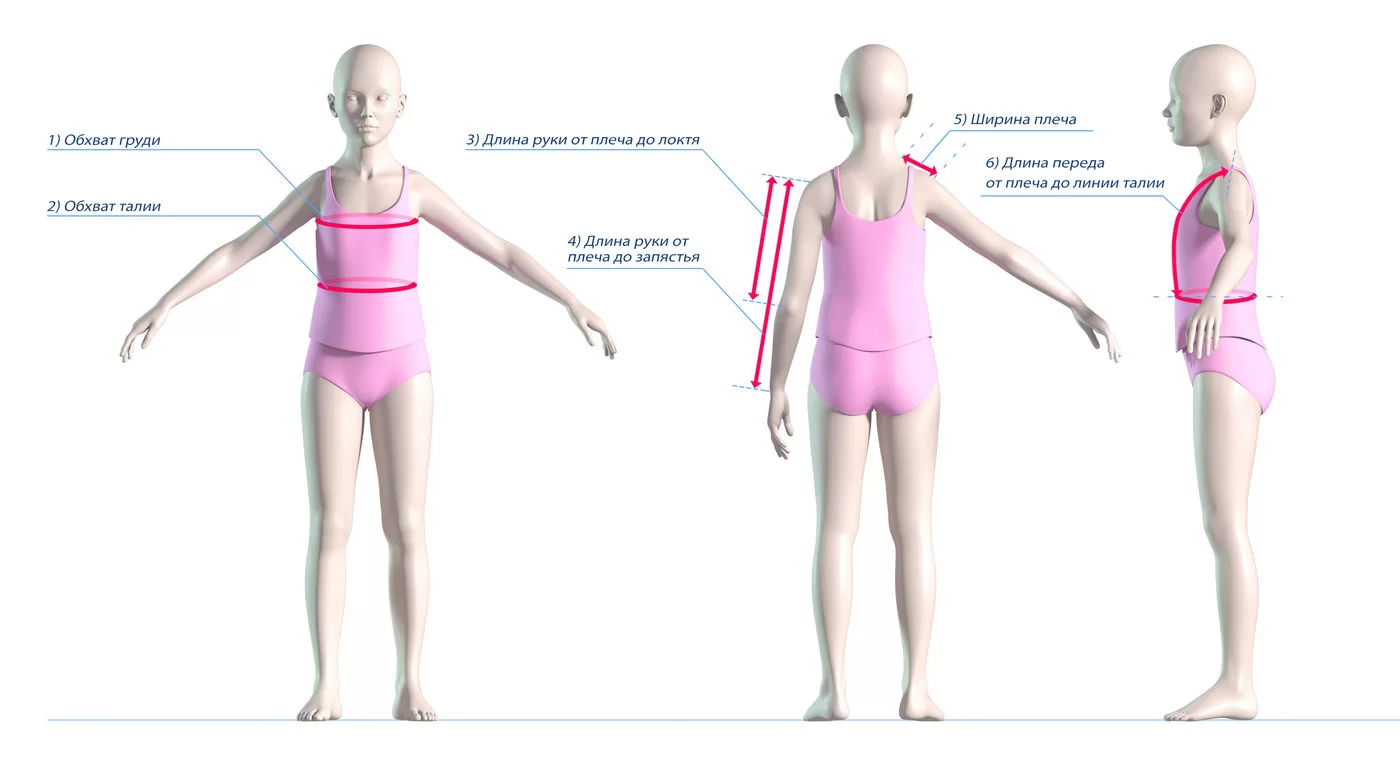 1) Обхват груди
2) Обхват талии
3) Длина руки от плеча до локтя
4) Длина руки от
плеча до запястья
5) Ширина плеча
6) Длина переда
от плеча до линии талии